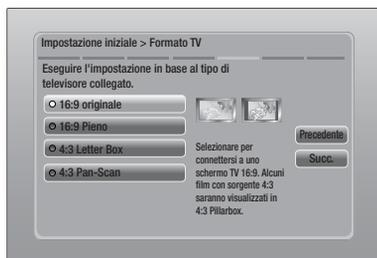 Impostazione iniziale > Formato TV
Eseguire l'impostazione in base al tipo di
televisore collegato.
16:9 originale
16:9 Pieno
4:3 Letter Box
4:3 Pan-Scan
Selezionare per
connettersi a uno
schermo TV 16:9. Alcuni
film con sorgente 4:3
saranno visualizzati in
4:3 Pillarbox.
Precedente
Succ.